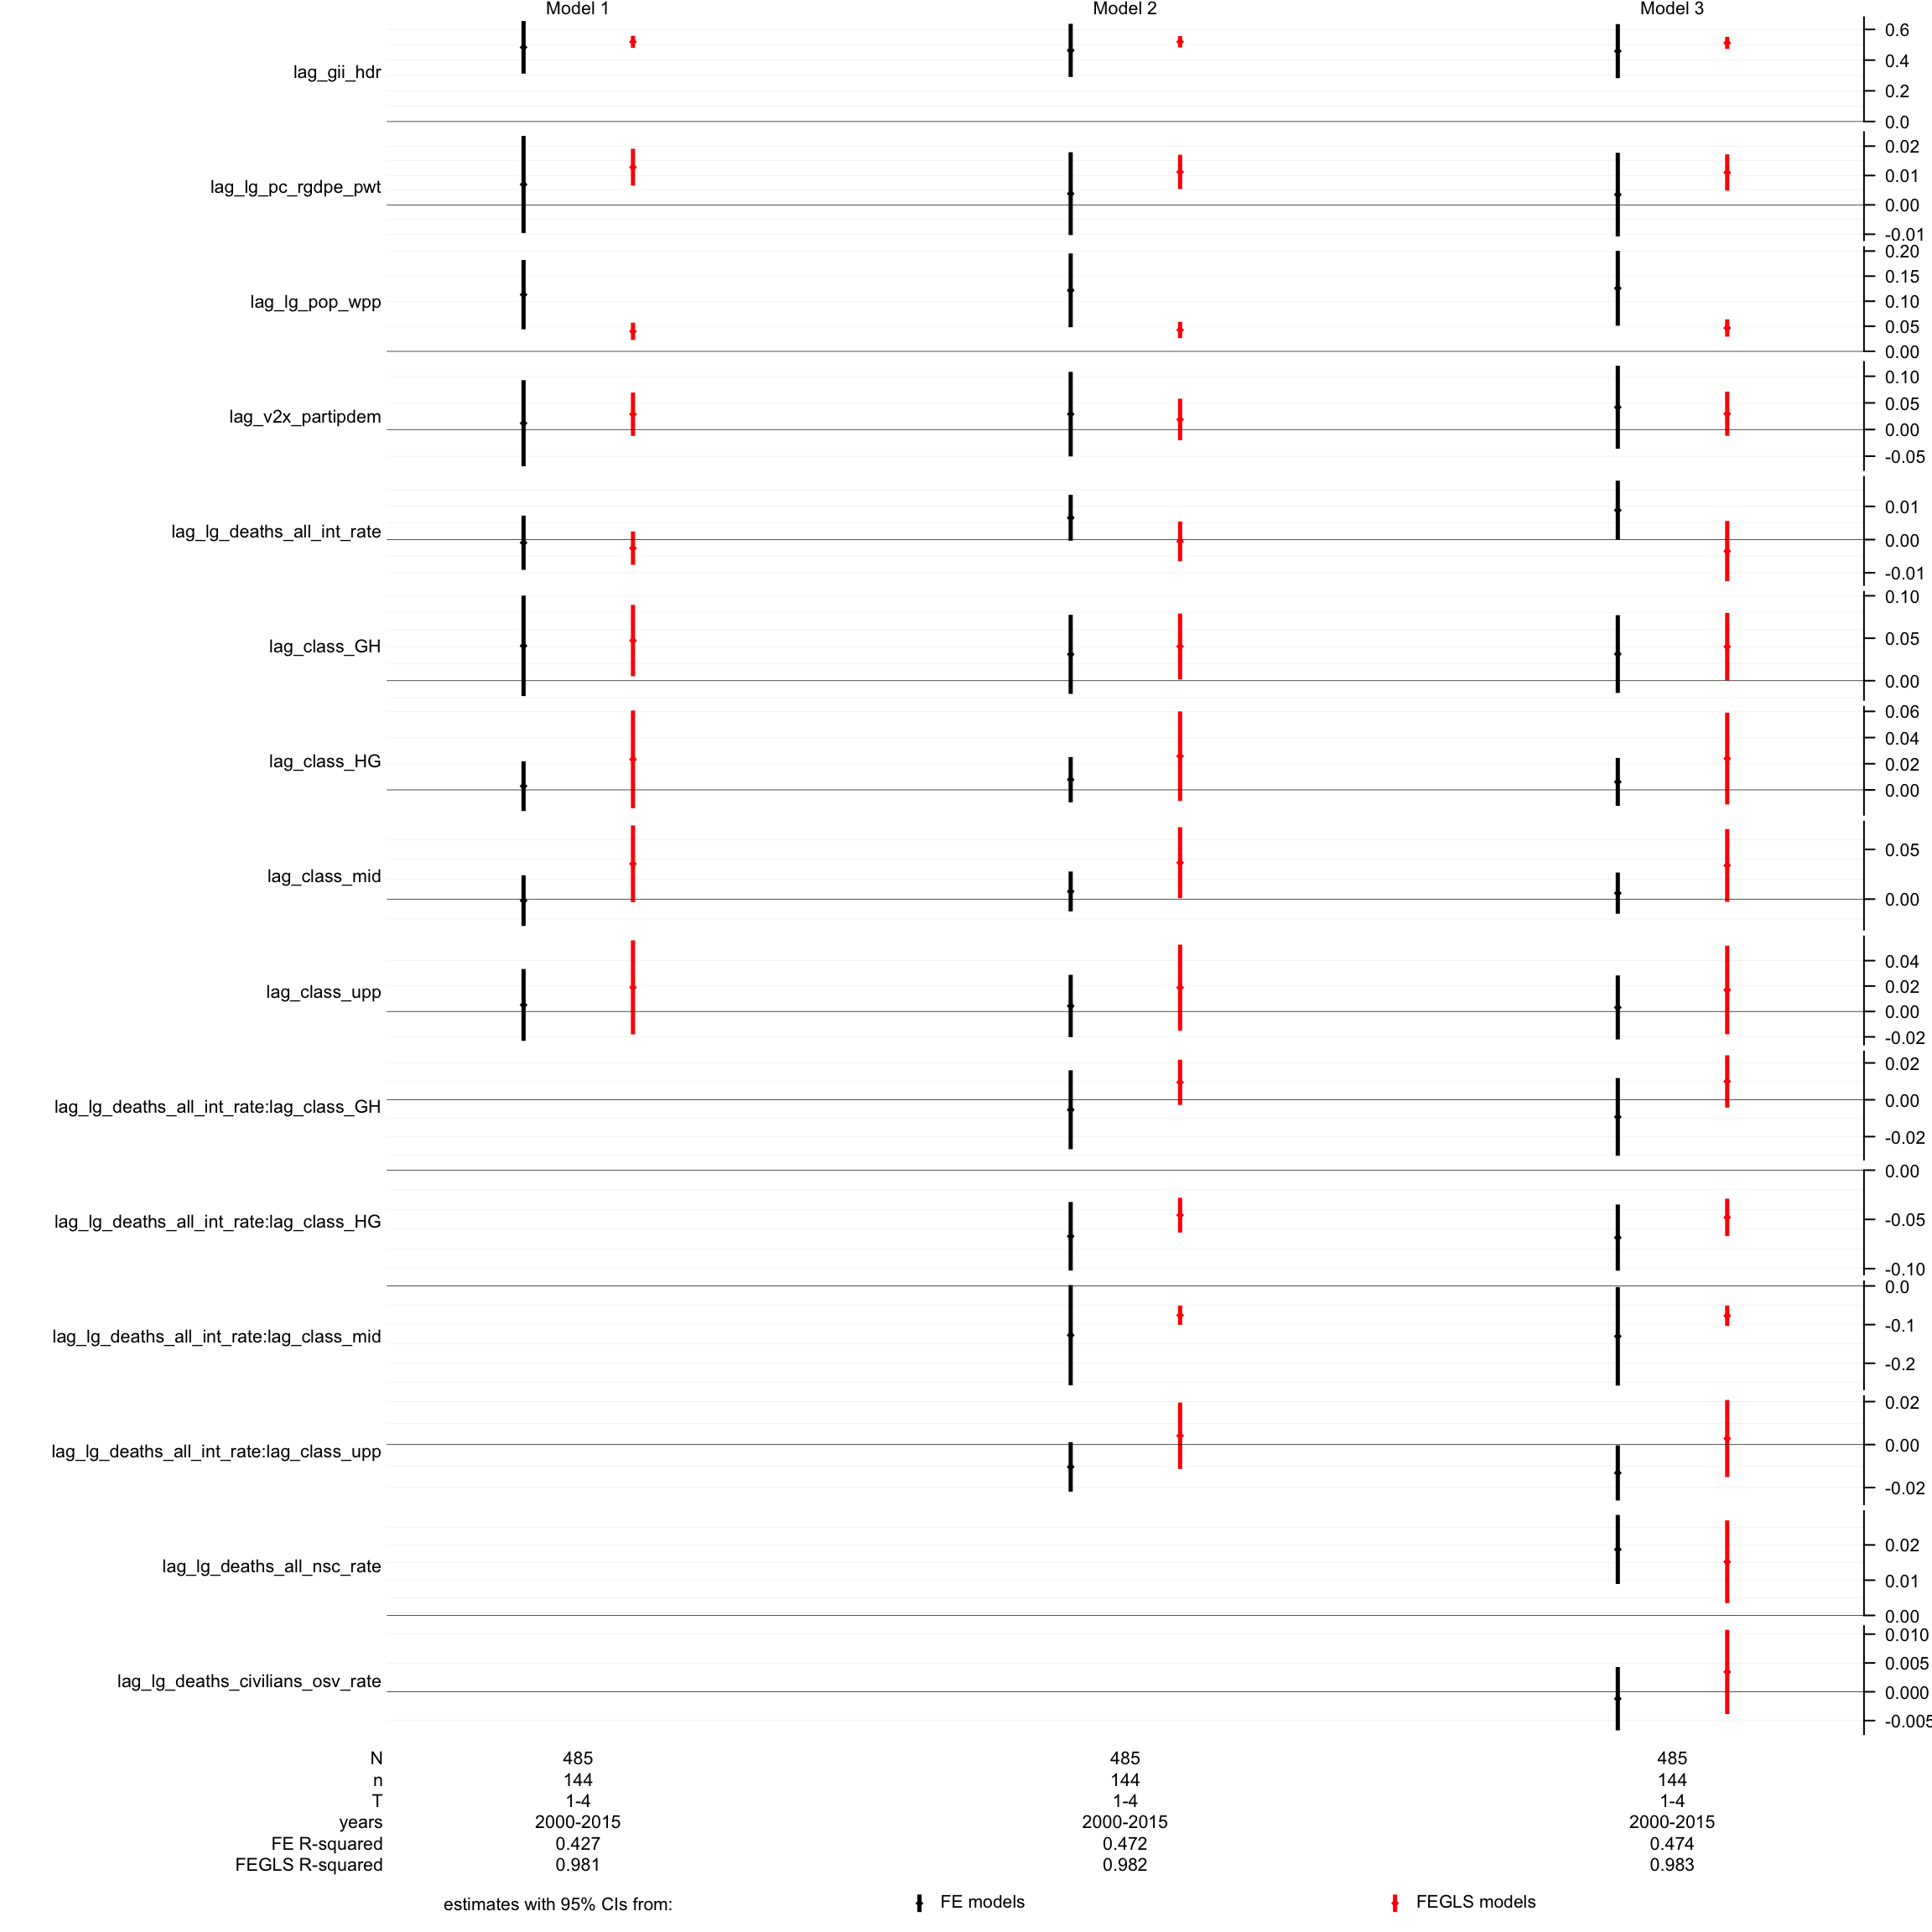 Model 1 Model 2 Model 3
lag_gii_hdr
0.6
0.4
0.2
0.0
lag_lg_pc_rgdpe_pwt
0.02
0.01
0.00
-0.01
lag_lg_pop_wpp
0.20
0.15
0.10
0.05
0.00
lag_v2x_partipdem
0.10
0.05
0.00
-0.05
lag_lg_deaths_all_int_rate
0.01
0.00
-0.01
lag_class_GH
0.10
0.05
0.00
lag_class_HG
0.06
0.04
0.02
0.00
lag_class_mid
0.05
0.00
lag_class_upp
0.04
0.02
0.00
-0.02
lag_lg_deaths_all_int_rate:lag_class_GH
0.02
0.00
-0.02
lag_lg_deaths_all_int_rate:lag_class_HG
0.00
-0.05
-0.10
lag_lg_deaths_all_int_rate:lag_class_mid
0.0
-0.1
-0.2
lag_lg_deaths_all_int_rate:lag_class_upp
0.02
0.00
-0.02
lag_lg_deaths_all_nsc_rate
0.02
0.01
0.00
lag_lg_deaths_civilians_osv_rate
0.010
0.005
0.000
-0.005
N 485 485 485
n 144 144 144
T 1-4 1-4 1-4
years 2000-2015 2000-2015 2000-2015
FE R-squared 0.427 0.472 0.474
FEGLS R-squared 0.981 0.982 0.983
estimates with 95% CIs from: FE models FEGLS models